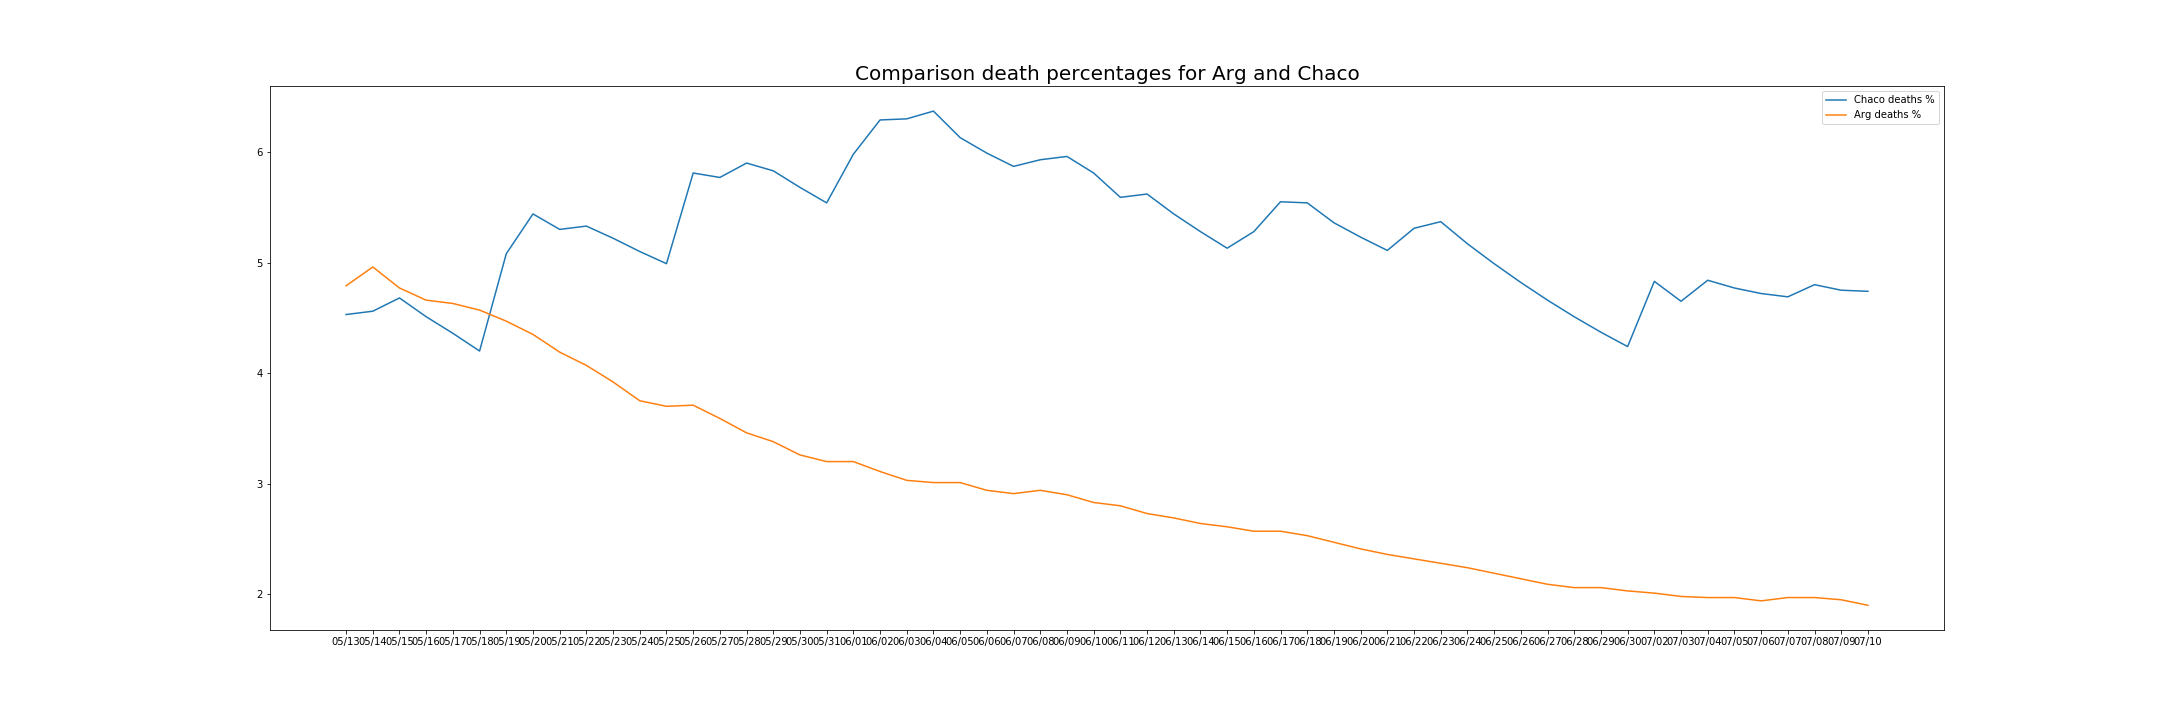 Comparison death percentages for Arg and Chaco
Chaco deaths %
Arg deaths %
6
5
4
3
2
05/13 05/14 05/15 05/16 05/17 05/18 05/19 05/20 05/21 05/22 05/23 05/24 05/25 05/26 05/27 05/28 05/29 05/30 05/31 06/01 06/02 06/03 06/04 06/05 06/06 06/07 06/08 06/09 06/10 06/11 06/12 06/13 06/14 06/15 06/16 06/17 06/18 06/19 06/20 06/21 06/22 06/23 06/24 06/25 06/26 06/27 06/28 06/29 06/30 07/02 07/03 07/04 07/05 07/06 07/07 07/08 07/09 07/10